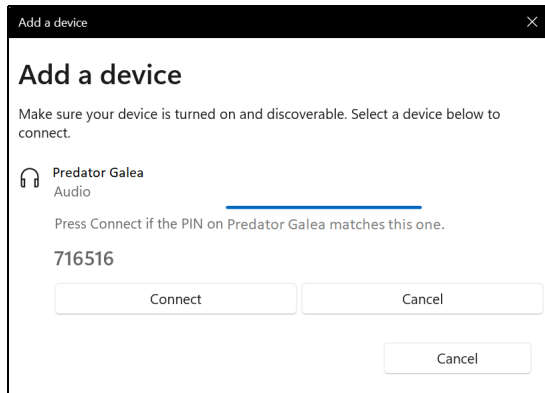 Add a device
Add a device
Make sure your device is turned on and discoverable. Select a device below to
connect.
Predator Galea
Audio
Press Connect if the PIN on Predator Galea matches this one.
716516
Connect
Cancel
Cancel